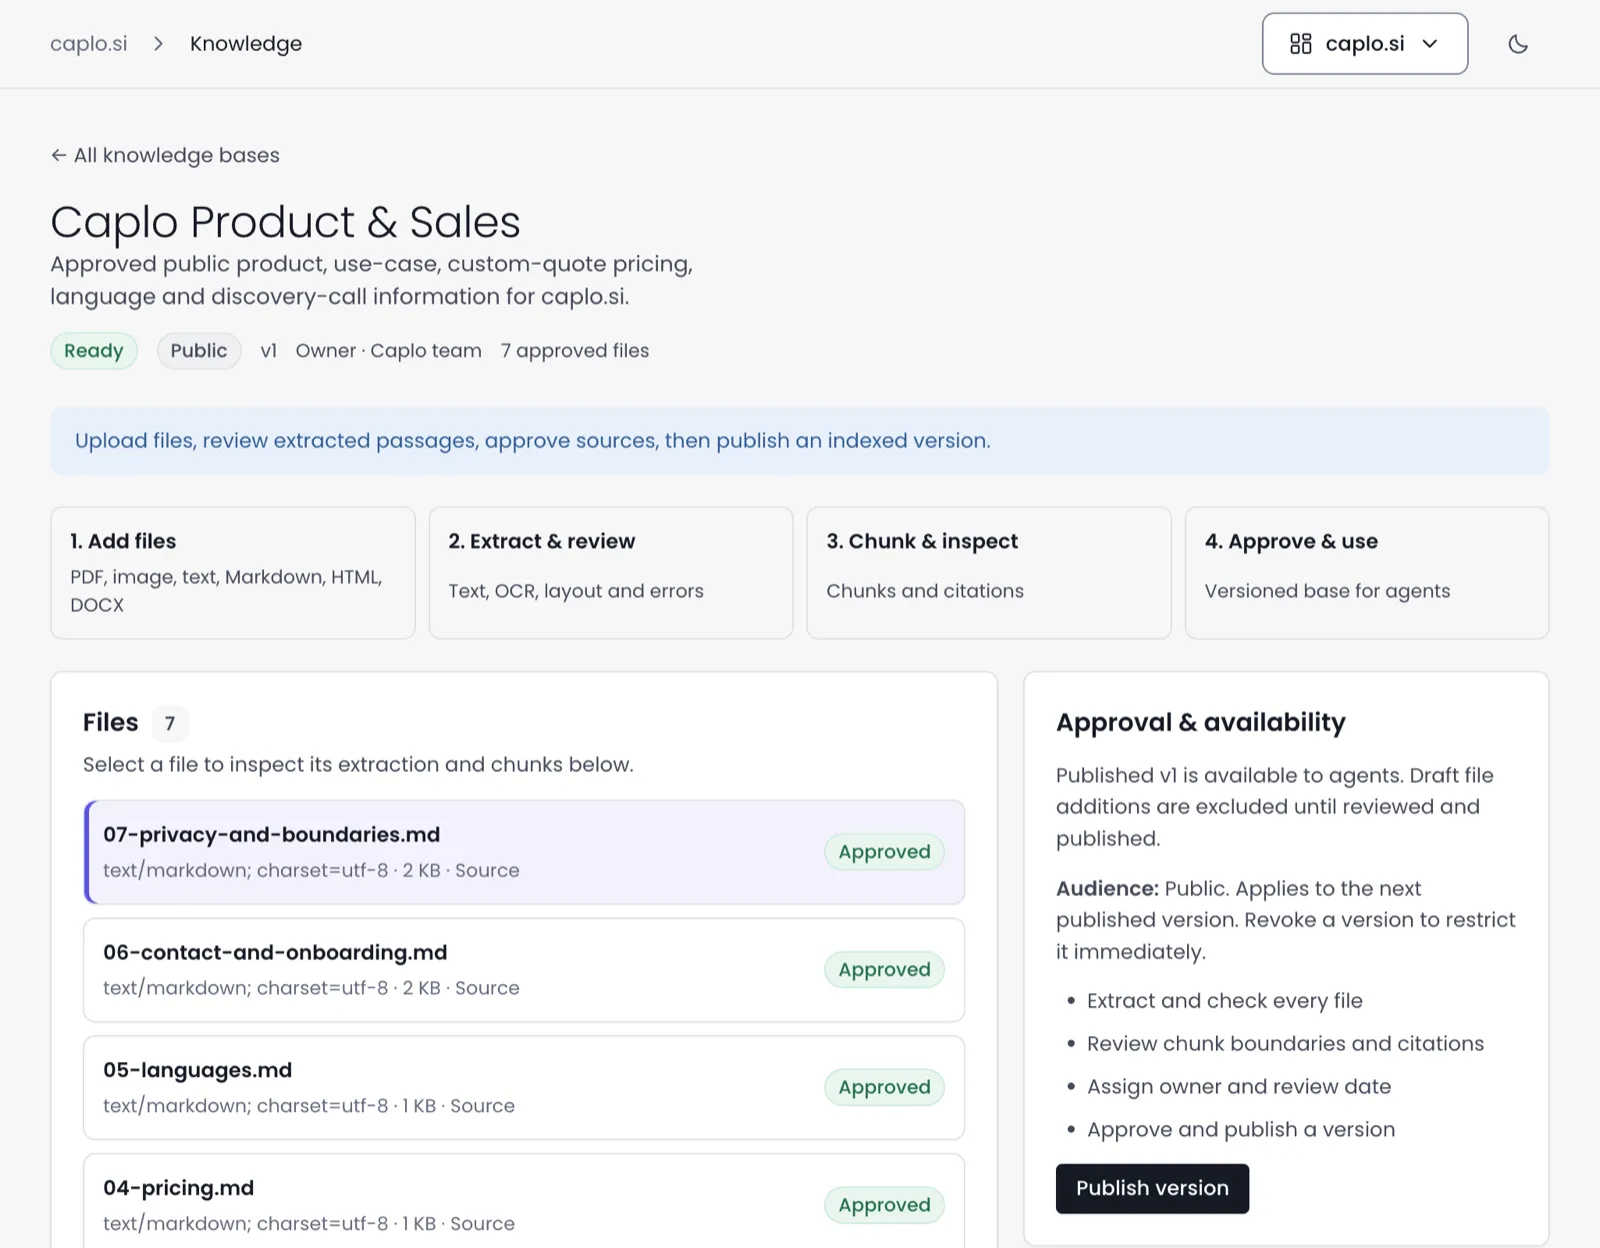 caplo.si > Knowledge
caplo.si
← All knowledge bases
Caplo Product & Sales
Approved public product, use-case, custom-quote pricing,
language and discovery-call information for caplo.si.
Ready Public v1 Owner · Caplo team 7 approved files
Upload files, review extracted passages, approve sources, then publish an indexed version.
1. Add files
PDF, image, text, Markdown, HTML,
DOCX
2. Extract & review
Text, OCR, layout and errors
3. Chunk & inspect
Chunks and citations
4. Approve & use
Versioned base for agents
Files 7
Select a file to inspect its extraction and chunks below.
07-privacy-and-boundaries.md
text/markdown; charset=utf-8 · 2 KB · Source
Approved
06-contact-and-onboarding.md
text/markdown; charset=utf-8 · 2 KB · Source
Approved
05-languages.md
text/markdown; charset=utf-8 · 1 KB · Source
Approved
04-pricing.md
text/markdown; charset=utf-8 · 1 KB · Source
Approved
Approval & availability
Published v1 is available to agents. Draft file
additions are excluded until reviewed and
published.
Audience: Public. Applies to the next
published version. Revoke a version to restrict
it immediately.
• Extract and check every file
• Review chunk boundaries and citations
• Assign owner and review date
• Approve and publish a version
Publish version